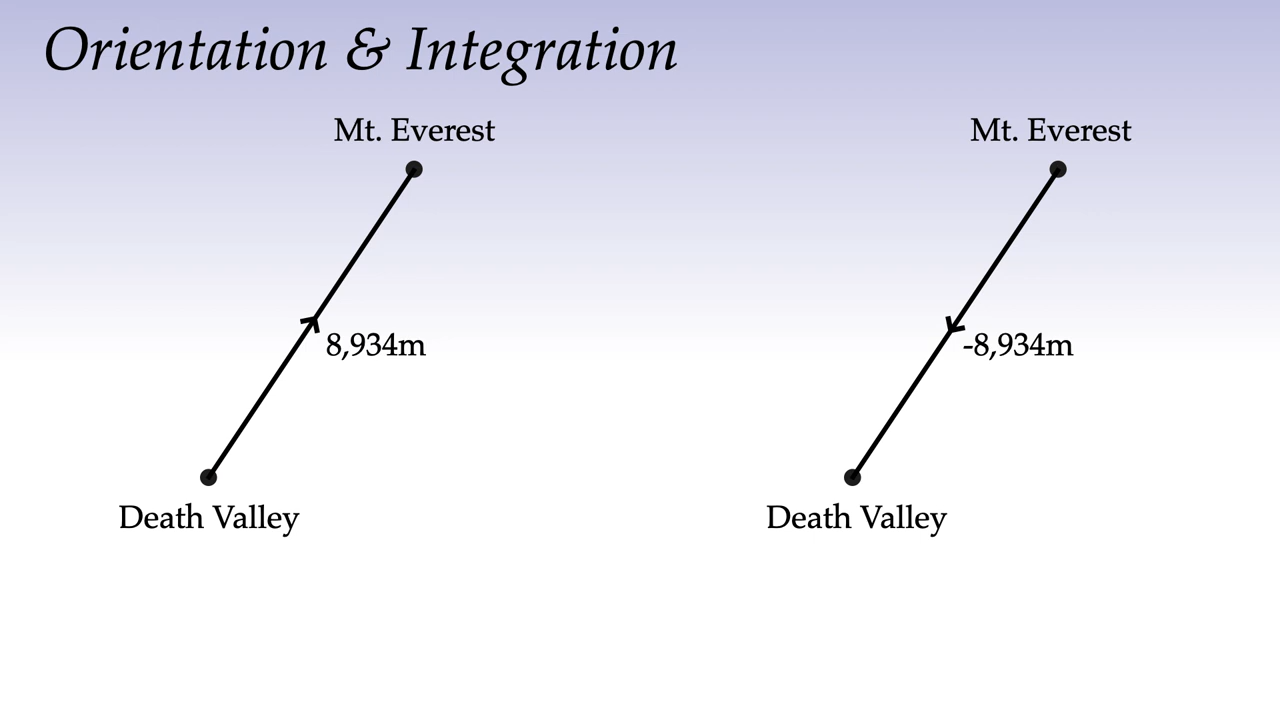 Orientation & Integration
Mt. Everest
Mt. Everest
8,934m
-8,934m
Death Valley
Death Valley